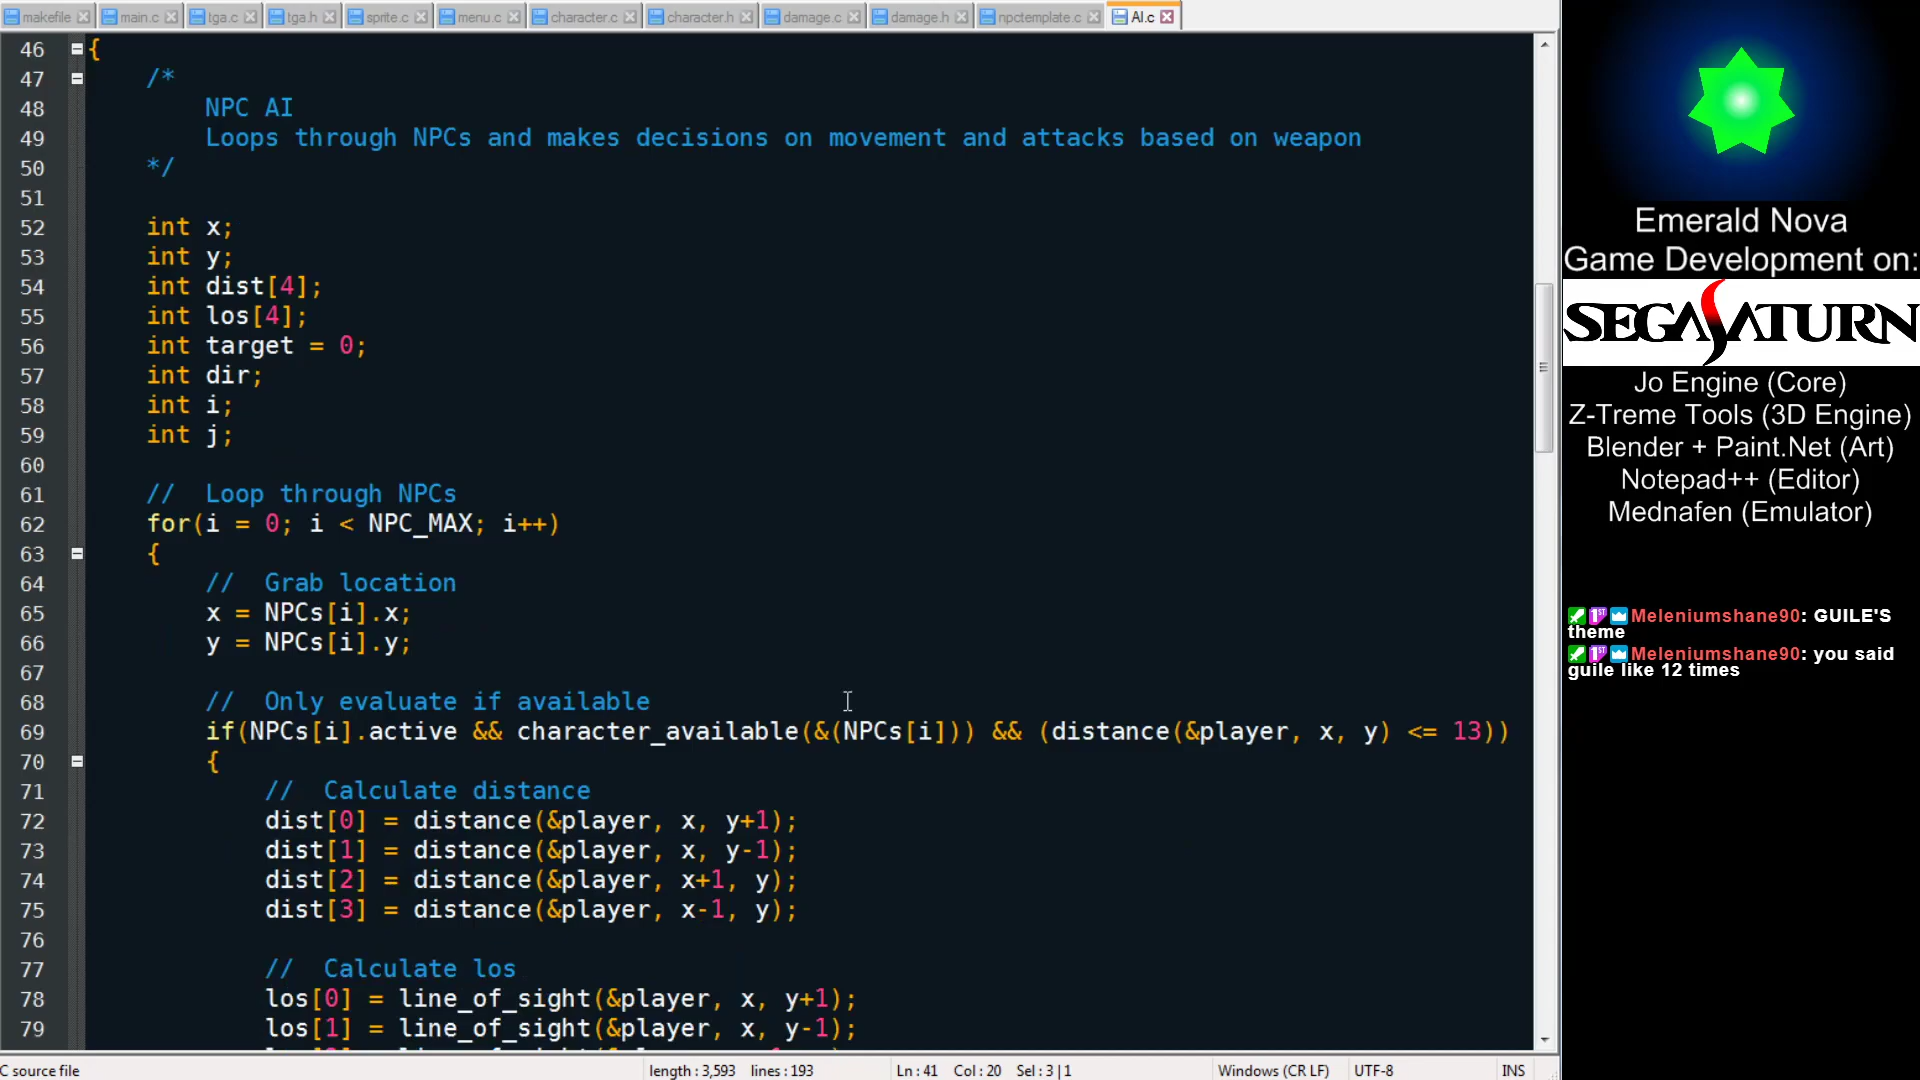 makefile main.c tga.c tga.h sprite.c menu.c character.c character.h damage.c damage.h npctemplate.c AI.c
46 {
47 /*
48 NPC AI
49 Loops through NPCs and makes decisions on movement and attacks based on weapon
50 */
51
52 int x;
53 int y;
54 int dist[4];
55 int los[4];
56 int target = 0;
57 int dir;
58 int i;
59 int j;
60
61 // Loop through NPCs
62 for(i = 0; i < NPC_MAX; i++)
63 {
64 // Grab location
65 x = NPCs[i].x;
66 y = NPCs[i].y;
67
68 // Only evaluate if available
69 if(NPCs[i].active && character_available(&(NPCs[i])) && (distance(&player, x, y) <= 13))
70 {
71 // Calculate distance
72 dist[0] = distance(&player, x, y+1);
73 dist[1] = distance(&player, x, y-1);
74 dist[2] = distance(&player, x+1, y);
75 dist[3] = distance(&player, x-1, y);
76
77 // Calculate los
78 los[0] = line_of_sight(&player, x, y+1);
79 los[1] = line_of_sight(&player, x, y-1);
C source file length : 3,593 lines : 193 Ln : 41 Col : 20 Sel : 3 | 1 Windows (CR LF) UTF-8 INS
Emerald Nova
Game Development on:
SEGA SATURN
Jo Engine (Core)
Z-Treme Tools (3D Engine)
Blender + Paint.Net (Art)
Notepad++ (Editor)
Mednafen (Emulator)
Meleniumshane90: GUILE'S
theme
Meleniumshane90: you said
guile like 12 times